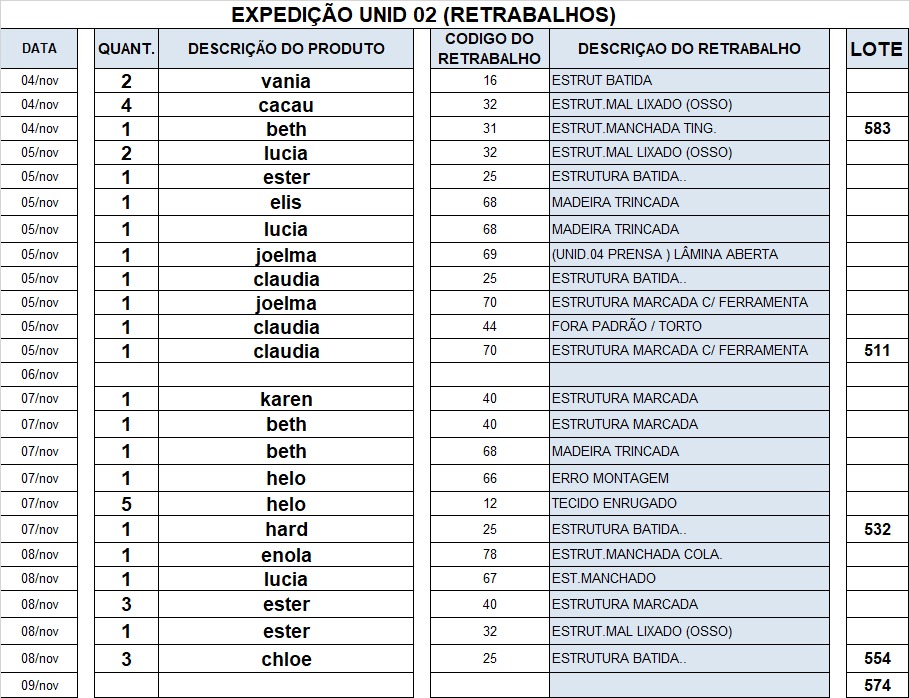 EXPEDIÇÃO UNID 02 (RETRABALHOS)
DATA QUANT. DESCRIÇÃO DO PRODUTO CODIGO DO RETRABALHO DESCRIÇAO DO RETRABALHO LOTE
04/nov 2 vania 16 ESTRUT BATIDA
04/nov 4 cacau 32 ESTRUT.MAL LIXADO (OSSO)
04/nov 1 beth 31 ESTRUT.MANCHADA TING. 583
05/nov 2 lucia 32 ESTRUT.MAL LIXADO (OSSO)
05/nov 1 ester 25 ESTRUTURA BATIDA..
05/nov 1 elis 68 MADEIRA TRINCADA
05/nov 1 lucia 68 MADEIRA TRINCADA
05/nov 1 joelma 69 (UNID.04 PRENSA ) LÂMINA ABERTA
05/nov 1 claudia 25 ESTRUTURA BATIDA..
05/nov 1 joelma 70 ESTRUTURA MARCADA C/ FERRAMENTA
05/nov 1 claudia 44 FORA PADRÃO / TORTO
05/nov 1 claudia 70 ESTRUTURA MARCADA C/ FERRAMENTA 511
06/nov
07/nov 1 karen 40 ESTRUTURA MARCADA
07/nov 1 beth 40 ESTRUTURA MARCADA
07/nov 1 beth 68 MADEIRA TRINCADA
07/nov 1 helo 66 ERRO MONTAGEM
07/nov 5 helo 12 TECIDO ENRUGADO
07/nov 1 hard 25 ESTRUTURA BATIDA.. 532
08/nov 1 enola 78 ESTRUT.MANCHADA COLA.
08/nov 1 lucia 67 EST.MANCHADO
08/nov 3 ester 40 ESTRUTURA MARCADA
08/nov 1 ester 32 ESTRUT.MAL LIXADO (OSSO)
08/nov 3 chloe 25 ESTRUTURA BATIDA.. 554
09/nov 574